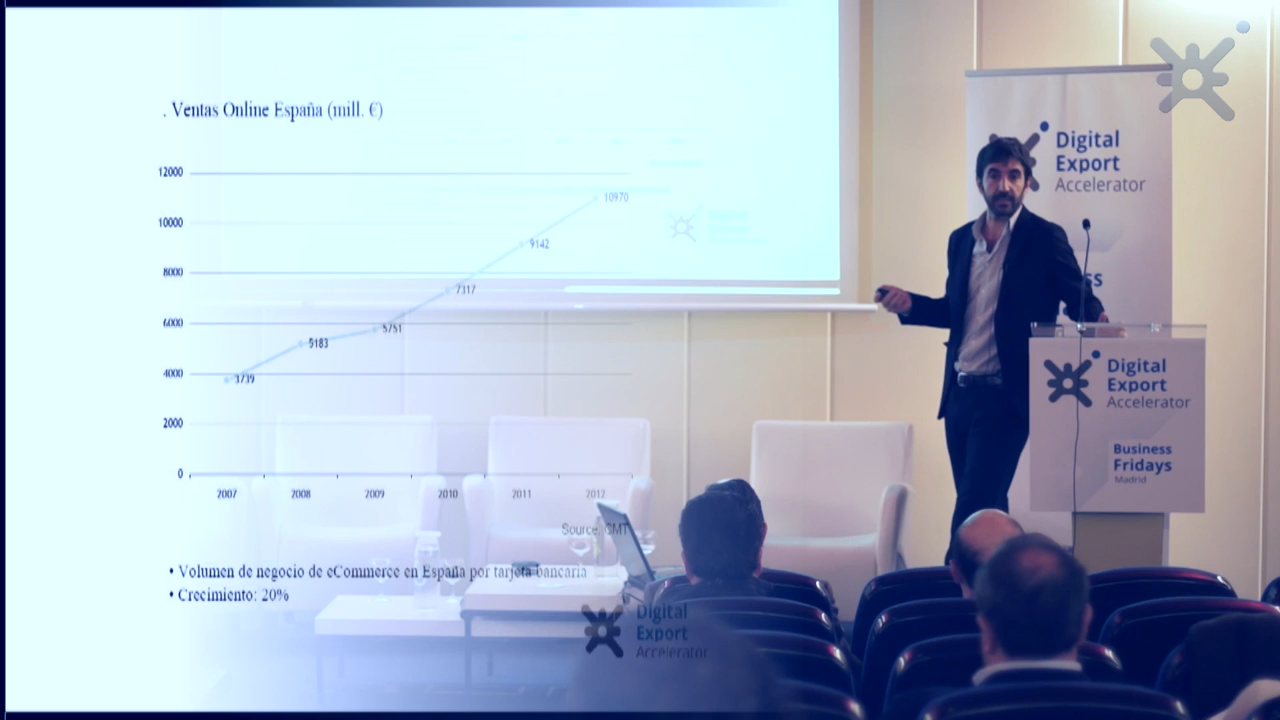 . Ventas Online España (mill. €)
12000
10000
8000
6000
4000
2000
0
10970
9142
7317
5751
5183
3739
2007 2008 2009 2010 2011 2012
Source: CMT
• Volumen de negocio de eCommerce en España por tarjeta bancaria
• Crecimiento: 20%
Digital
Export
Accelerator
Digital
Export
Accelerator
ss
Digital
Export
Accelerator
Business
Fridays
Madrid